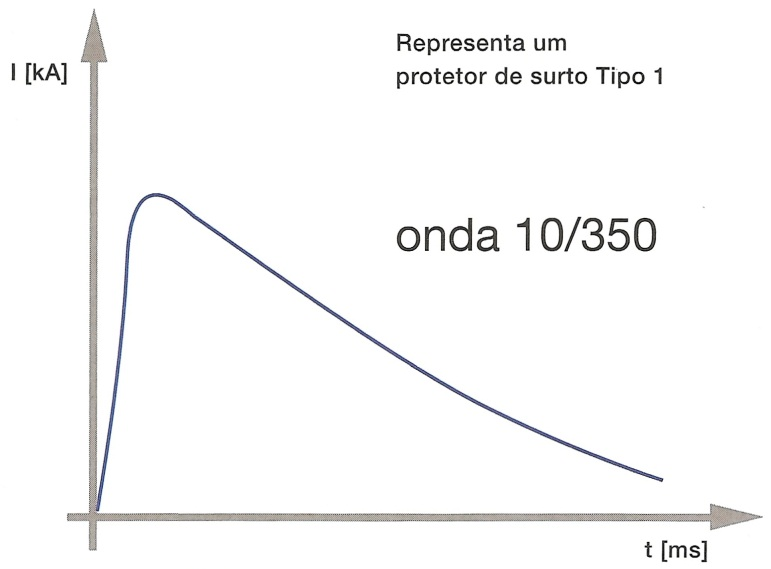 I [kA]
Representa um
protetor de surto Tipo 1
onda 10/350
t [ms]